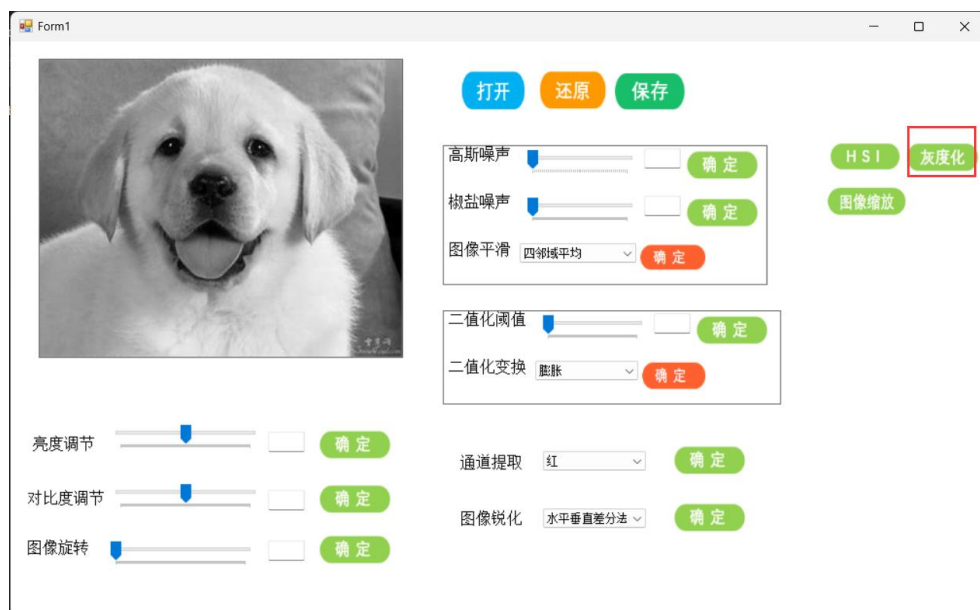 Form1
打开 还原 保存
高斯噪声 确定
椒盐噪声 确定
图像平滑 四邻域平均 确定
HSI 灰度化
图像缩放
二值化阈值 确定
二值化变换 膨胀 确定
亮度调节 确定
对比度调节 确定
图像旋转 确定
通道提取 红 确定
图像锐化 水平垂直差分法 确定